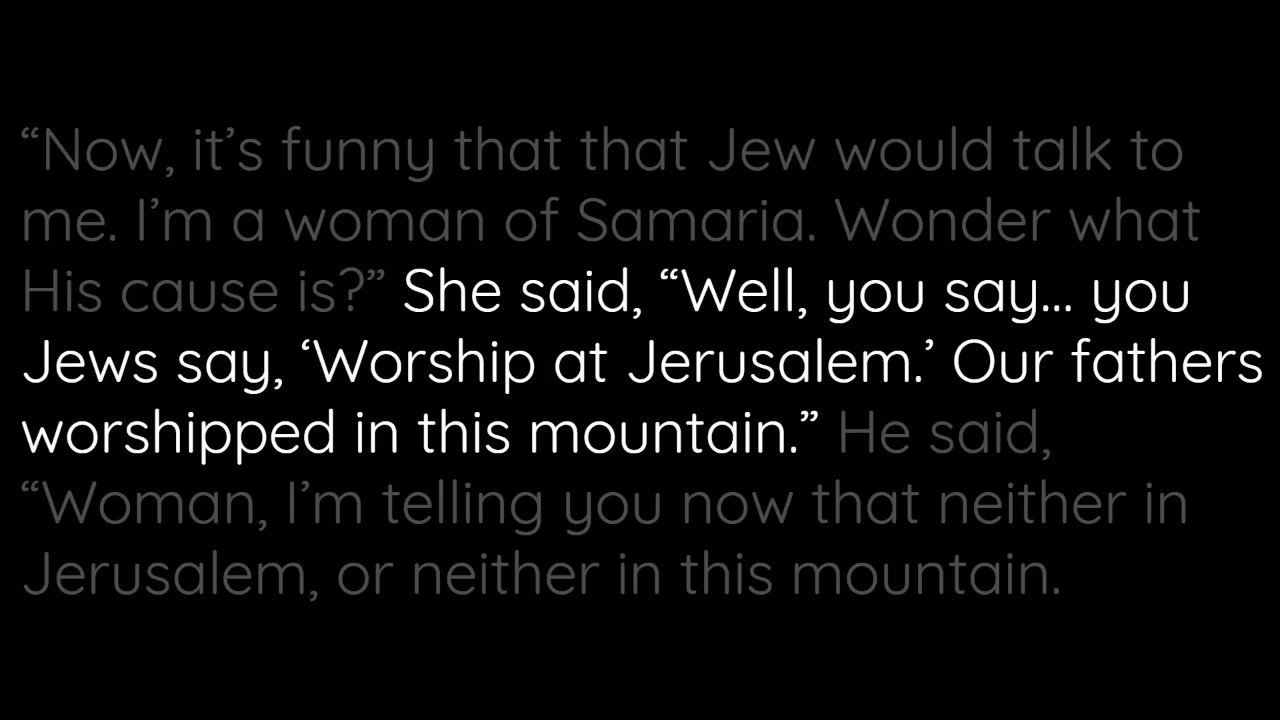 “Now, it’s funny that that Jew would talk to
me. I’m a woman of Samaria. Wonder what
His cause is?” She said, “Well, you say... you
Jews say, ‘Worship at Jerusalem.’ Our fathers
worshipped in this mountain.” He said,
“Woman, I’m telling you now that neither in
Jerusalem, or neither in this mountain.